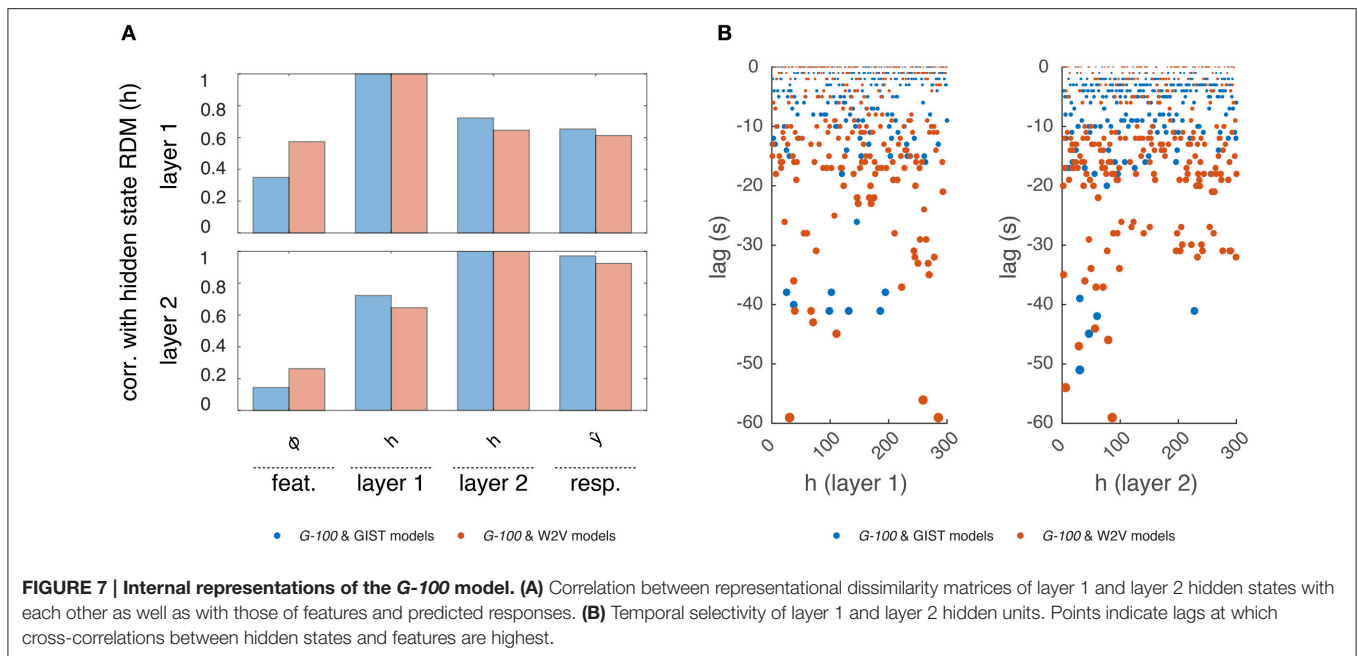 A
corr. with hidden state RDM (h)
layer 1
1
0.8
0.6
0.4
0.2
0
layer 2
1
0.8
0.6
0.4
0.2
0
ϕ h h ŷ
feat. layer 1 layer 2 resp.
G-100 & GIST models G-100 & W2V models
B
lag (s)
0
-10
-20
-30
-40
-50
-60
0 100 200 300
h (layer 1)
lag (s)
0
-10
-20
-30
-40
-50
-60
0 100 200 300
h (layer 2)
G-100 & GIST models G-100 & W2V models
FIGURE 7 | Internal representations of the G-100 model. (A) Correlation between representational dissimilarity matrices of layer 1 and layer 2 hidden states with
each other as well as with those of features and predicted responses. (B) Temporal selectivity of layer 1 and layer 2 hidden units. Points indicate lags at which
cross-correlations between hidden states and features are highest.